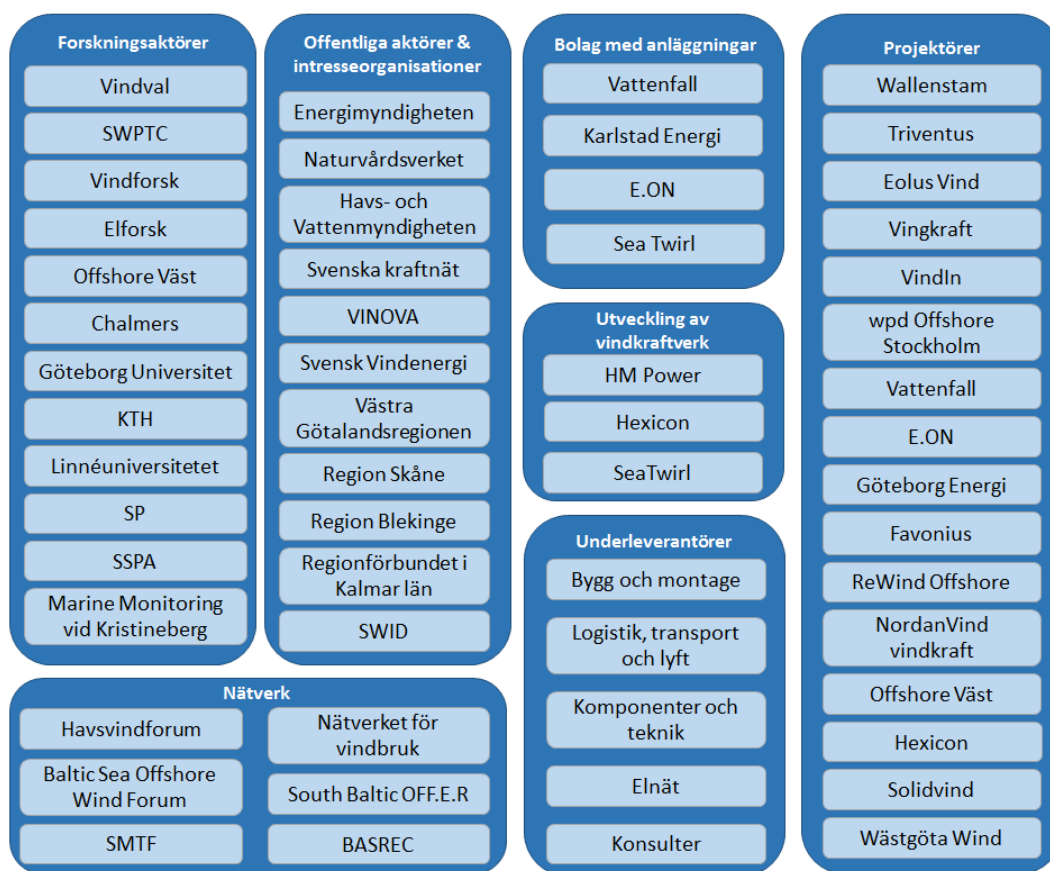 Forskningsaktörer
Vindval
SWPTC
Vindforsk
Elforsk
Offshore Väst
Chalmers
Göteborg Universitet
KTH
Linnéuniversitetet
SP
SSPA
Marine Monitoring
vid Kristineberg
Offentliga aktörer &
intresseorganisationer
Energimyndigheten
Naturvårdsverket
Havs- och
Vattenmyndigheten
Svenska kraftnät
VINOVA
Svensk Vindenergi
Västra
Götalandsregionen
Region Skåne
Region Blekinge
Regionförbundet i
Kalmar län
SWID
Bolag med anläggningar
Vattenfall
Karlstad Energi
E.ON
Sea Twirl
Utveckling av
vindkraftverk
HM Power
Hexicon
SeaTwirl
Underleverantörer
Bygg och montage
Logistik, transport
och lyft
Komponenter och
teknik
Elnät
Konsulter
Projektörer
Wallenstam
Triventus
Eolus Vind
Vingkraft
VindIn
wpd Offshore
Stockholm
Vattenfall
E.ON
Göteborg Energi
Favonius
ReWind Offshore
NordanVind
vindkraft
Offshore Väst
Hexicon
Solidvind
Wästgöta Wind
Nätverk
Havsvindforum
Baltic Sea Offshore
Wind Forum
SMTF
Nätverket för
vindbruk
South Baltic OFF.E.R
BASREC